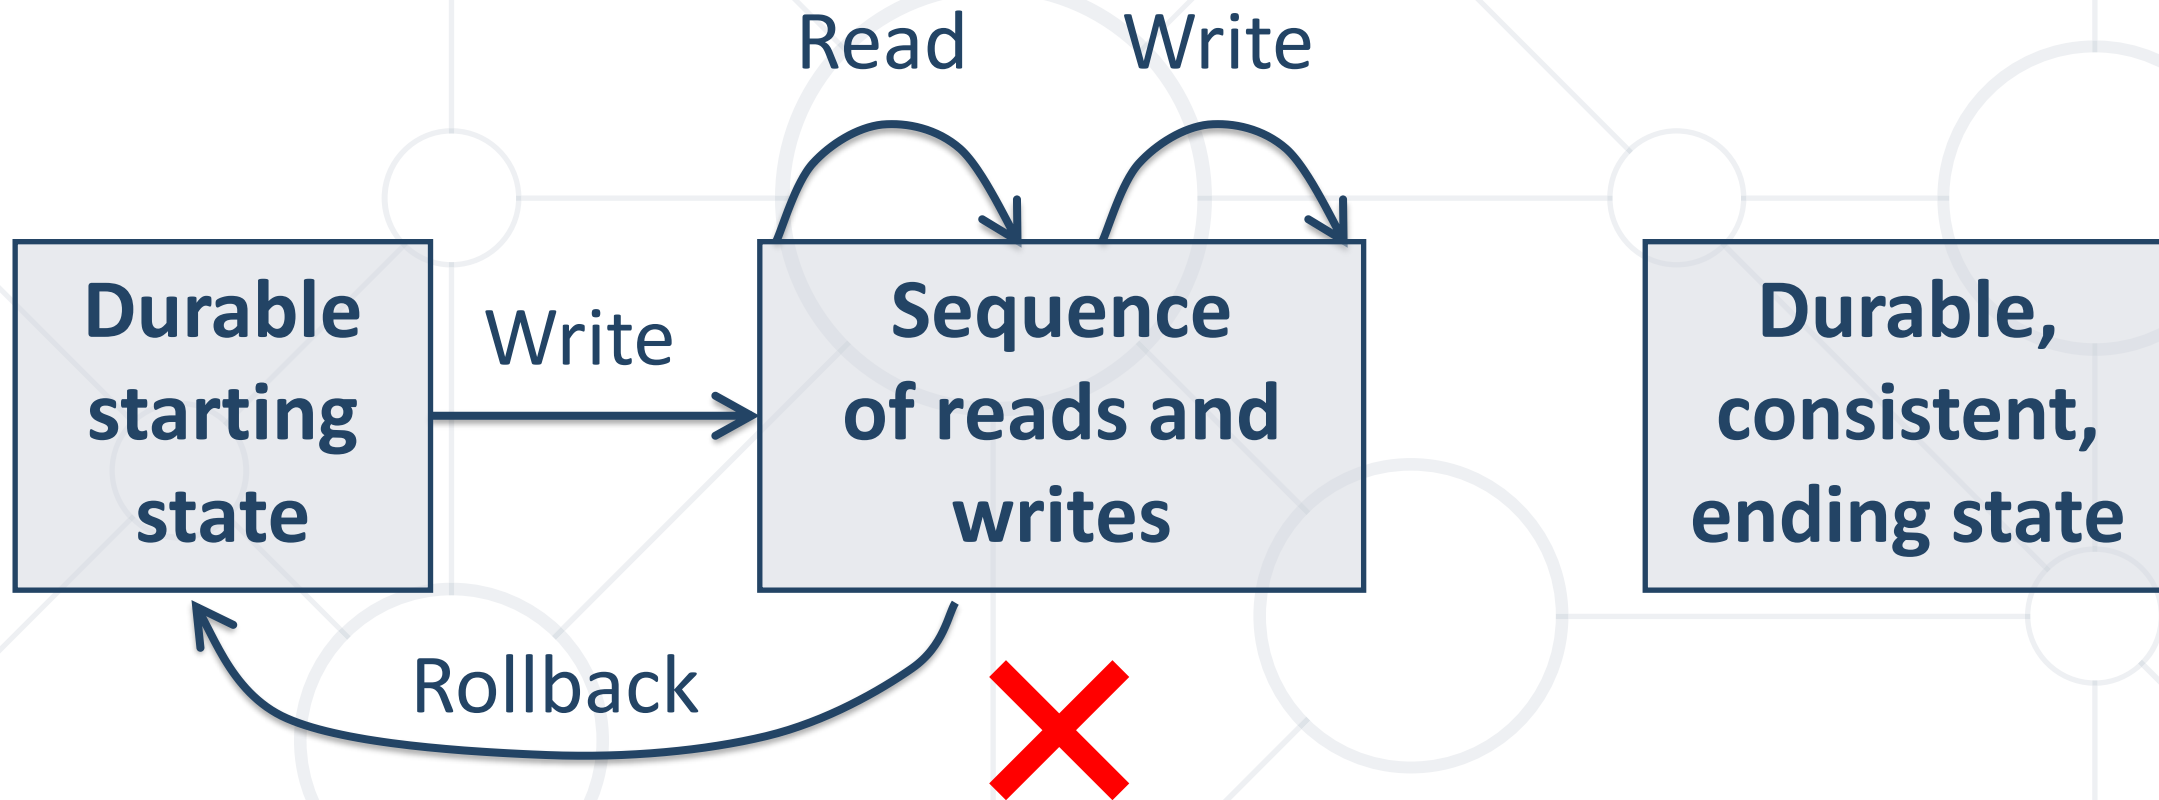 Read
Write
Durable
starting
state
Write
Sequence
of reads and
writes
Durable,
consistent,
ending state
Rollback